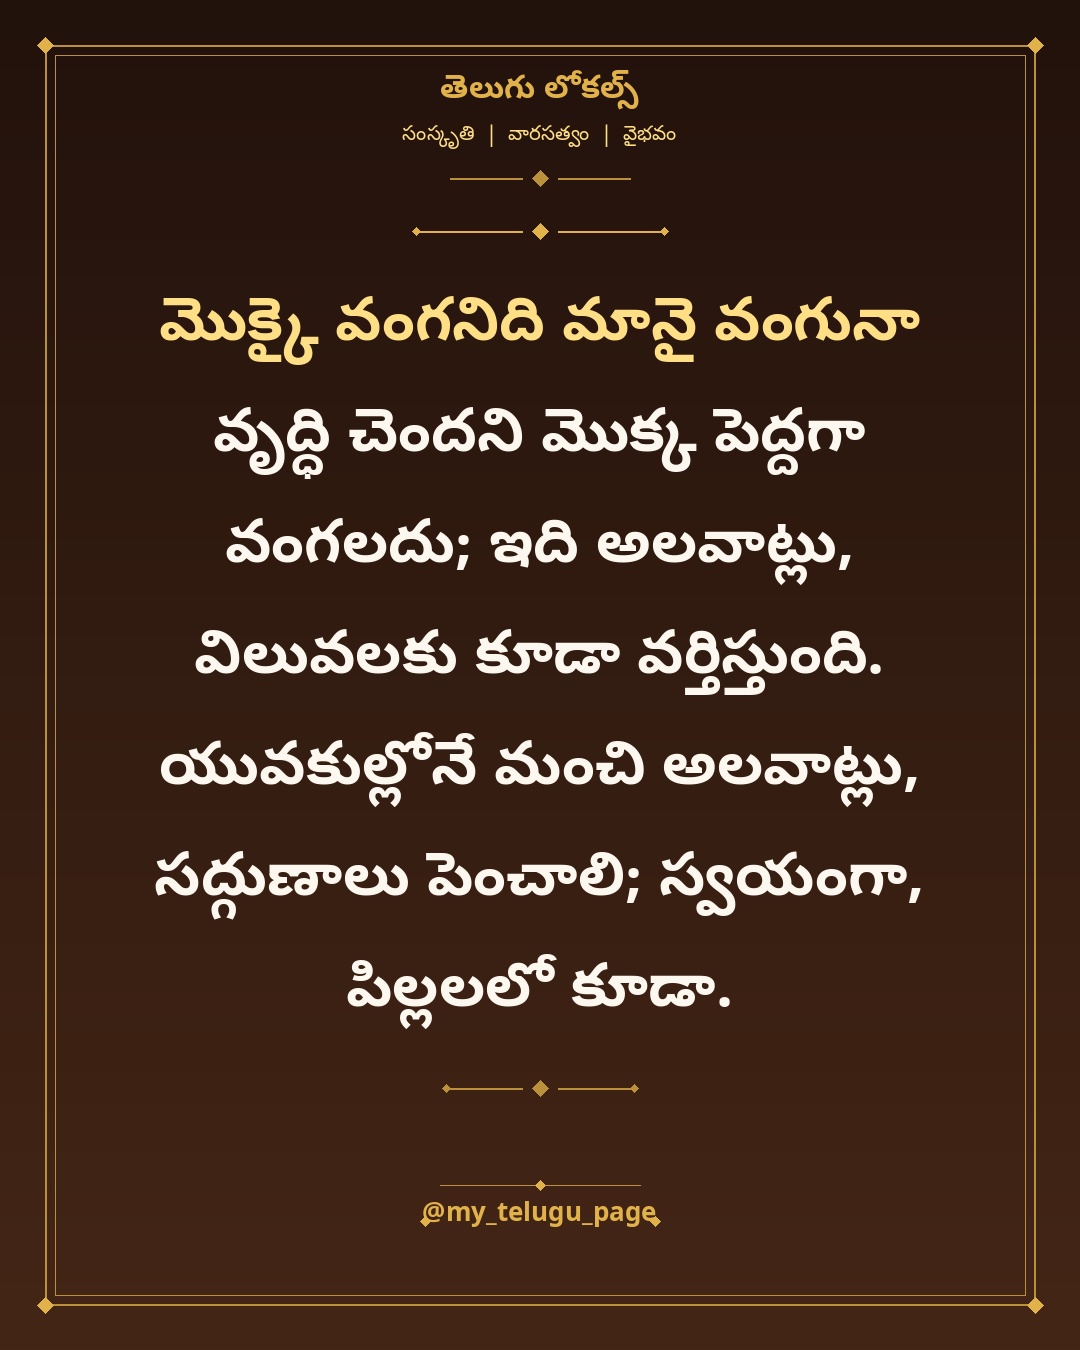 తెలుగు లోకల్స్
సంస్కృతి | వారసత్వం | వైభవం
మొక్కై వంగనిది మానై వంగునా
వృద్ధి చెందని మొక్క పెద్దగా
వంగలదు; ఇది అలవాట్లు,
విలువలకు కూడా వర్తిస్తుంది.
యువకుల్లోనే మంచి అలవాట్లు,
సద్గుణాలు పెంచాలి; స్వయంగా,
పిల్లలలో కూడా.
@my_telugu_page